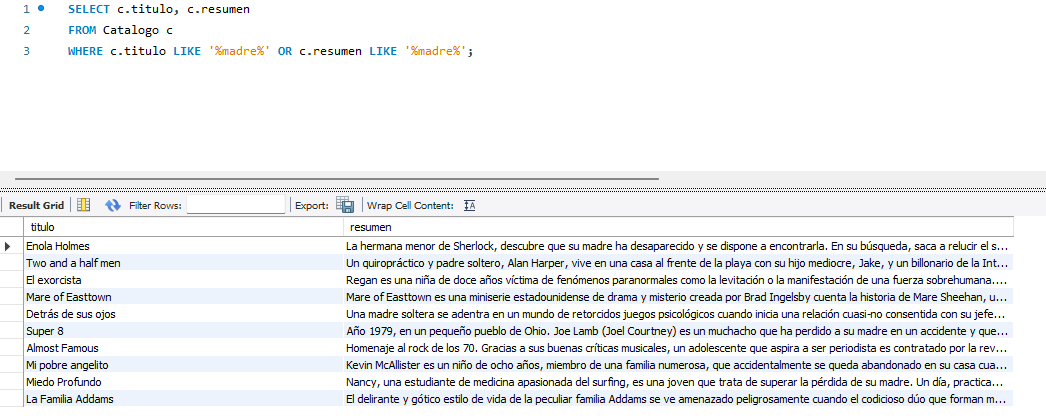 1 SELECT c.titulo, c.resumen
2 FROM Catalogo c
3 WHERE c.titulo LIKE '%madre%' OR c.resumen LIKE '%madre%';
Result Grid Filter Rows: Export: Wrap Cell Content:
titulo resumen
Enola Holmes La hermana menor de Sherlock, descubre que su madre ha desaparecido y se dispone a encontrarla. En su búsqueda, saca a relucir el s...
Two and a half men Un quiropráctico y padre soltero, Alan Harper, vive en una casa al frente de la playa con su hijo mediocre, Jake, y un billonario de la Int...
El exorcista Regan es una niña de doce años víctima de fenómenos paranormales como la levitación o la manifestación de una fuerza sobrehumana....
Mare of Easttown Mare of Easttown es una miniserie estadounidense de drama y misterio creada por Brad Ingelsby cuenta la historia de Mare Sheehan, u...
Detrás de sus ojos Una madre soltera se adentra en un mundo de retorcidos juegos psicológicos cuando inicia una relación cuasi-no consentida con su jefe...
Super 8 Año 1979, en un pequeño pueblo de Ohio. Joe Lamb (Joel Courtney) es un muchacho que ha perdido a su madre en un accidente y que...
Almost Famous Homenaje al rock de los 70. Gracias a sus buenas críticas musicales, un adolescente que aspira a ser periodista es contratado por la rev...
Mi pobre angelito Kevin McAllister es un niño de ocho años, miembro de una familia numerosa, que accidentalmente se queda abandonado en su casa cua...
Miedo Profundo Nancy, una estudiante de medicina apasionada del surfing, es una joven que trata de superar la pérdida de su madre. Un día, practica...
La Familia Addams El delirante y gótico estilo de vida de la peculiar familia Addams se ve amenazado peligrosamente cuando el codicioso dúo que forman m...